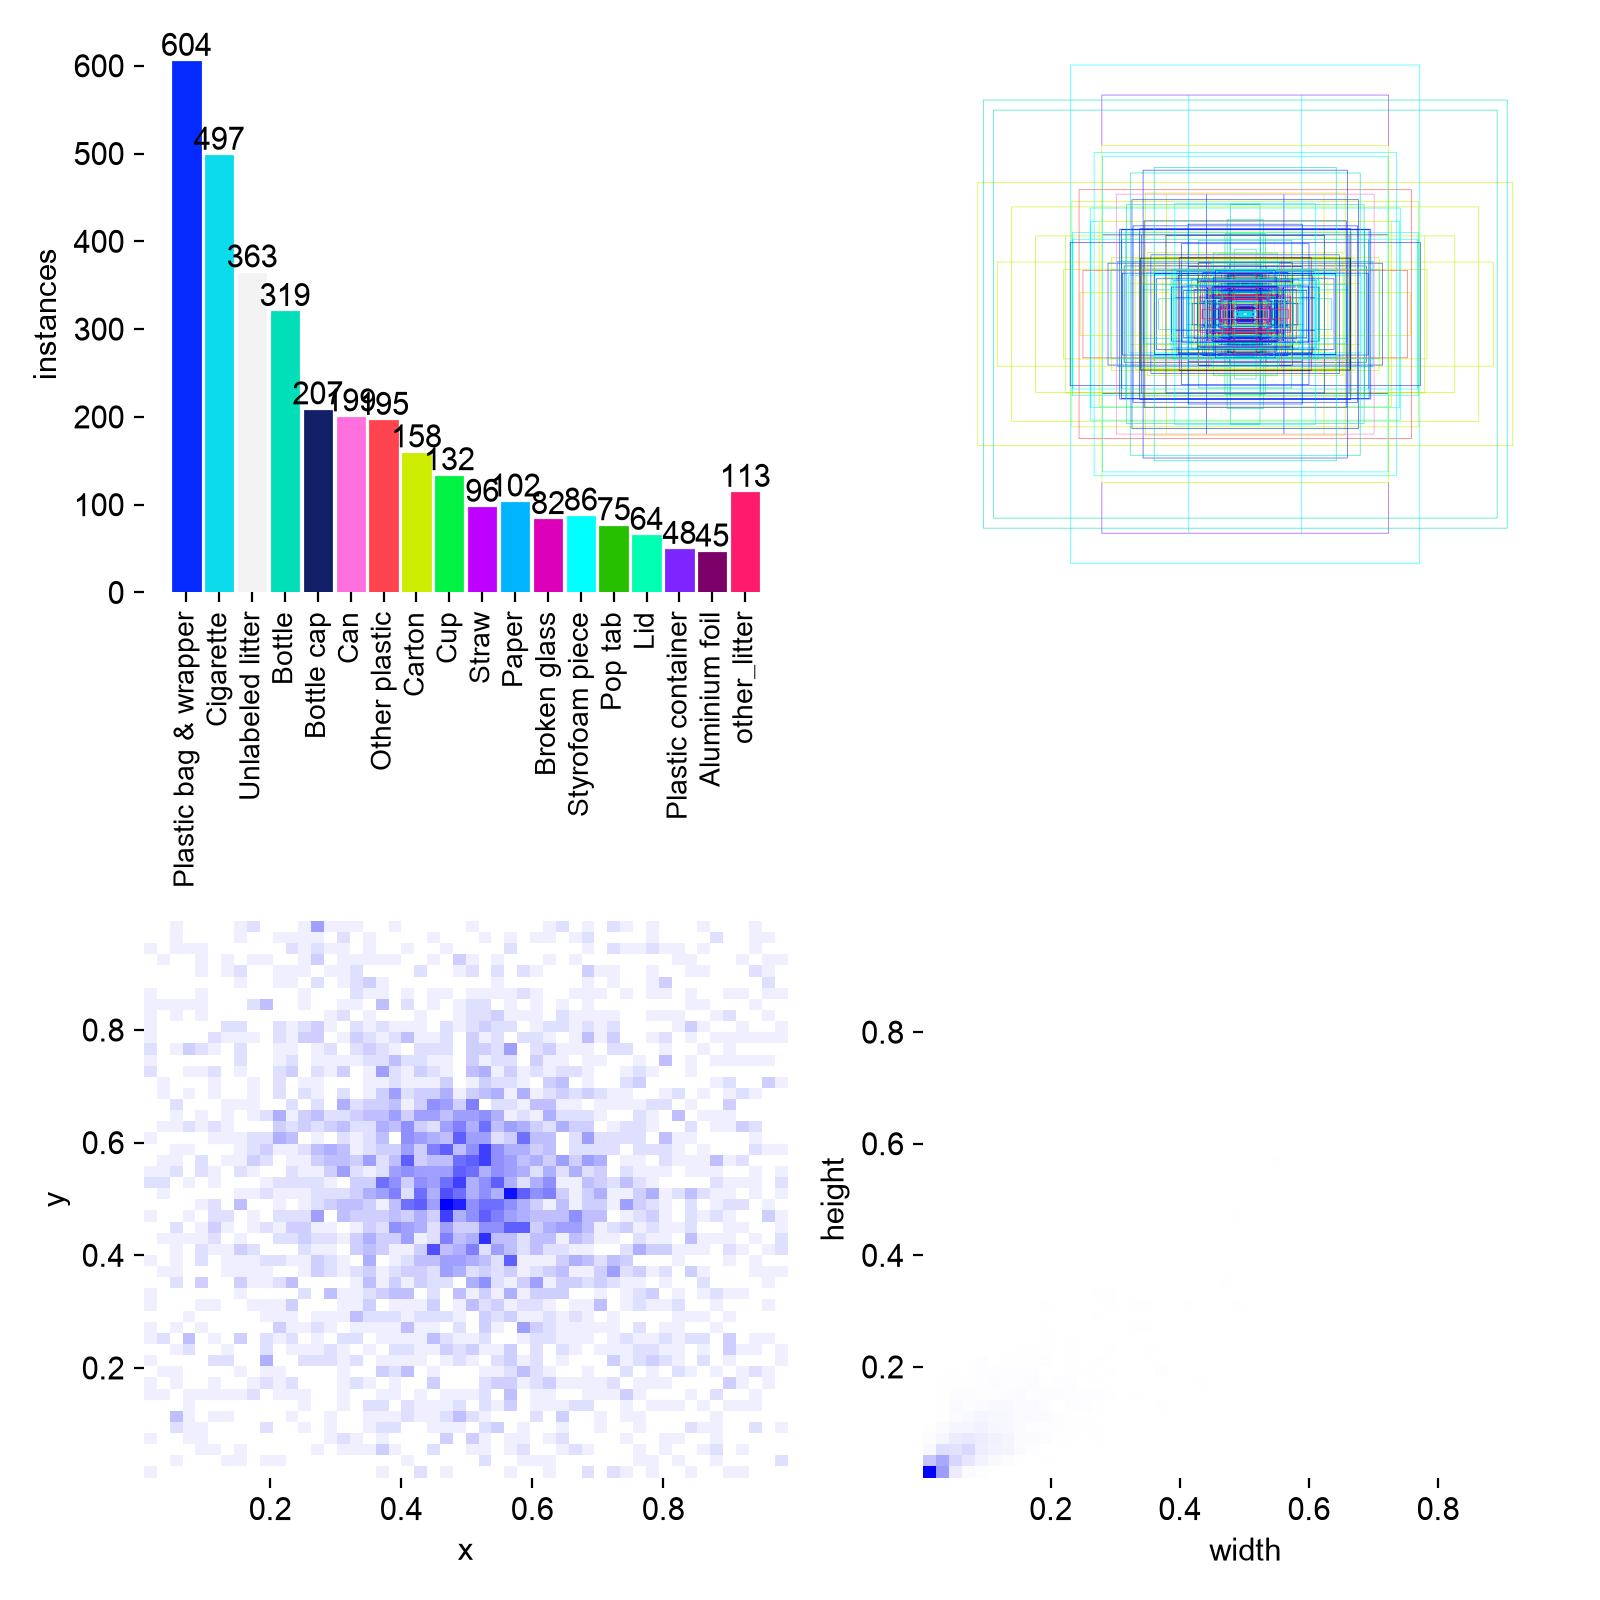 604
497
363
319
207
199
195
158
132
96
102
82
86
75
64
48
45
113
600
500
400
300
200
100
0
instances
Plastic bag & wrapper
Cigarette
Unlabeled litter
Bottle
Bottle cap
Can
Other plastic
Carton
Cup
Straw
Paper
Broken glass
Styrofoam piece
Pop tab
Lid
Plastic container
Aluminium foil
other_litter
0.8
0.6
0.4
0.2
y
0.2 0.4 0.6 0.8
x
0.8
0.6
0.4
0.2
height
0.2 0.4 0.6 0.8
width